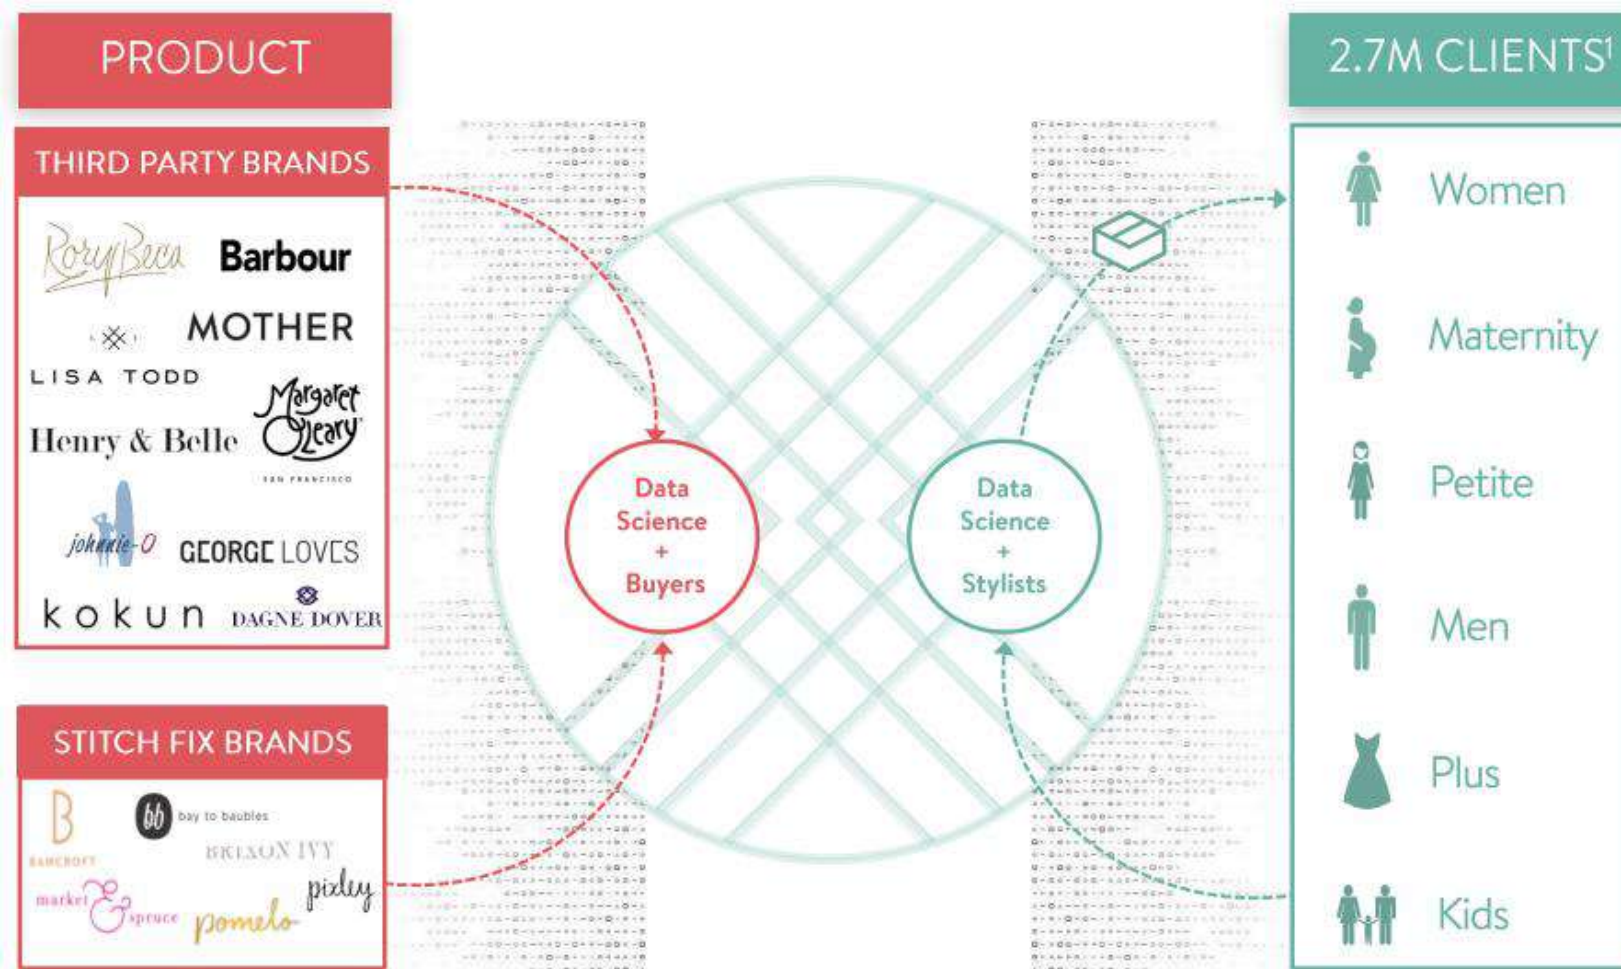 PRODUCT
THIRD PARTY BRANDS
Rory Beca
Barbour
MOTHER
LISA TODD
Margaret
O'Leary
SAN FRANCISCO
Henry & Belle
johnnie-O
GEORGE LOVES
kokun
DAGNE DOVER
STITCH FIX BRANDS
B
BANCROFT
bb
bay to baubles
BRIXON IVY
market & spruce
pomelo
pixley
Data
Science
+
Buyers
Data
Science
+
Stylists
2.7M CLIENTS¹
Women
Maternity
Petite
Men
Plus
Kids